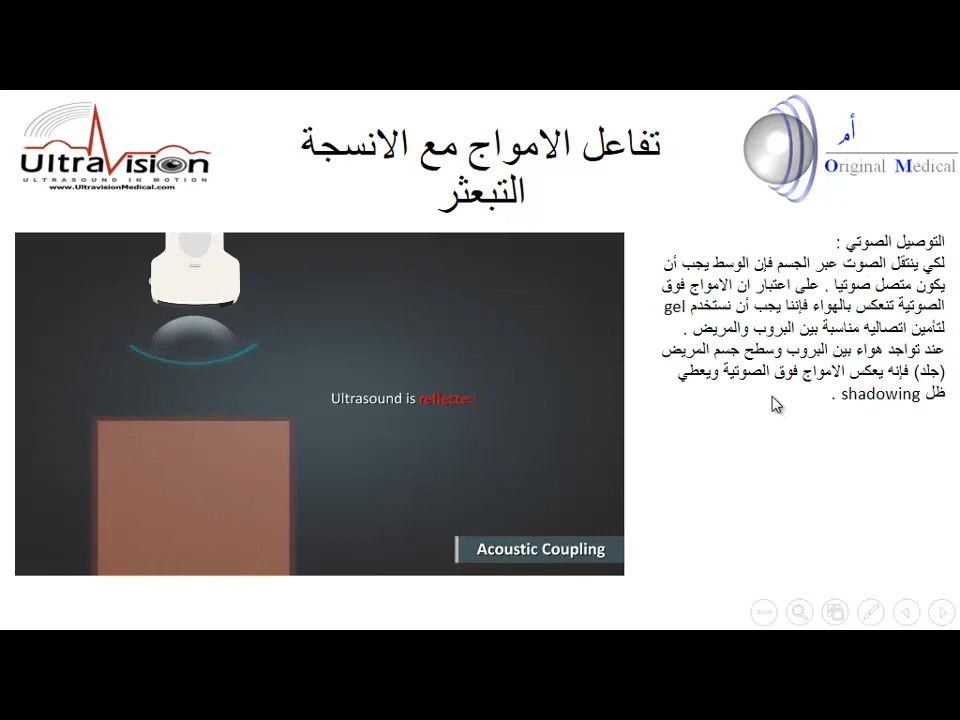 UltraVision
ULTRASOUND IN MOTION
www.UltravisionMedical.com
تفاعل الامواج مع الانسجة
التبعثر
أم
Original Medical
التوصيل الصوتي :
لكي ينتقل الصوت عبر الجسم فإن الوسط يجب أن
يكون متصل صوتيا . على اعتبار ان الامواج فوق
الصوتية تنعكس بالهواء فإننا يجب أن نستخدم gel
لتأمين اتصاليه مناسبة بين البروب والمريض .
عند تواجد هواء بين البروب وسطح جسم المريض
(جلد) فإنه يعكس الامواج فوق الصوتية ويعطي
ظل shadowing .
Ultrasound is reflected
Acoustic Coupling